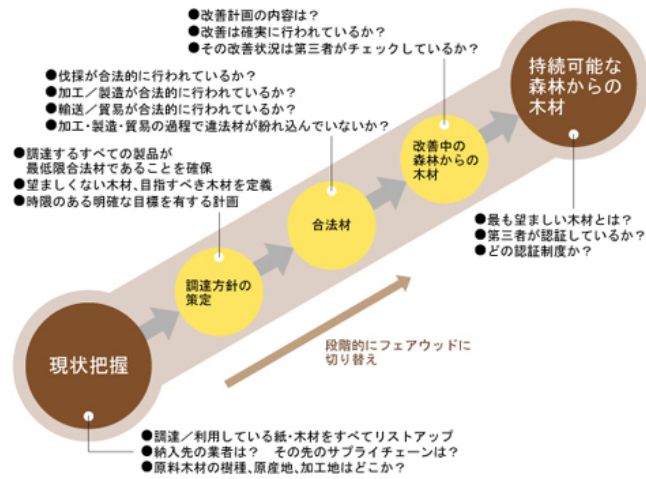 ●改善計画の内容は？
●改善は確実に行われているか？
●その改善状況は第三者がチェックしているか？
●伐採が合法的に行われているか？
●加工／製造が合法的に行われているか？
●輸送／貿易が合法的に行われているか？
●加工・製造・貿易の過程で違法材が紛れ込んでいないか？
●調達するすべての製品が
最低限合法材であることを確保
●望ましくない木材、目指すべき木材を定義
●時限のある明確な目標を有する計画
持続可能な
森林からの
木材
改善中の
森林からの
木材
合法材
調達方針の
策定
現状把握
●最も望ましい木材とは？
●第三者が認証しているか？
●どの認証制度か？
段階的にフェアウッドに
切り替え
●調達／利用している紙・木材をすべてリストアップ
●納入先の業者は？　その先のサプライチェーンは？
●原料木材の樹種、原産地、加工地はどこか？